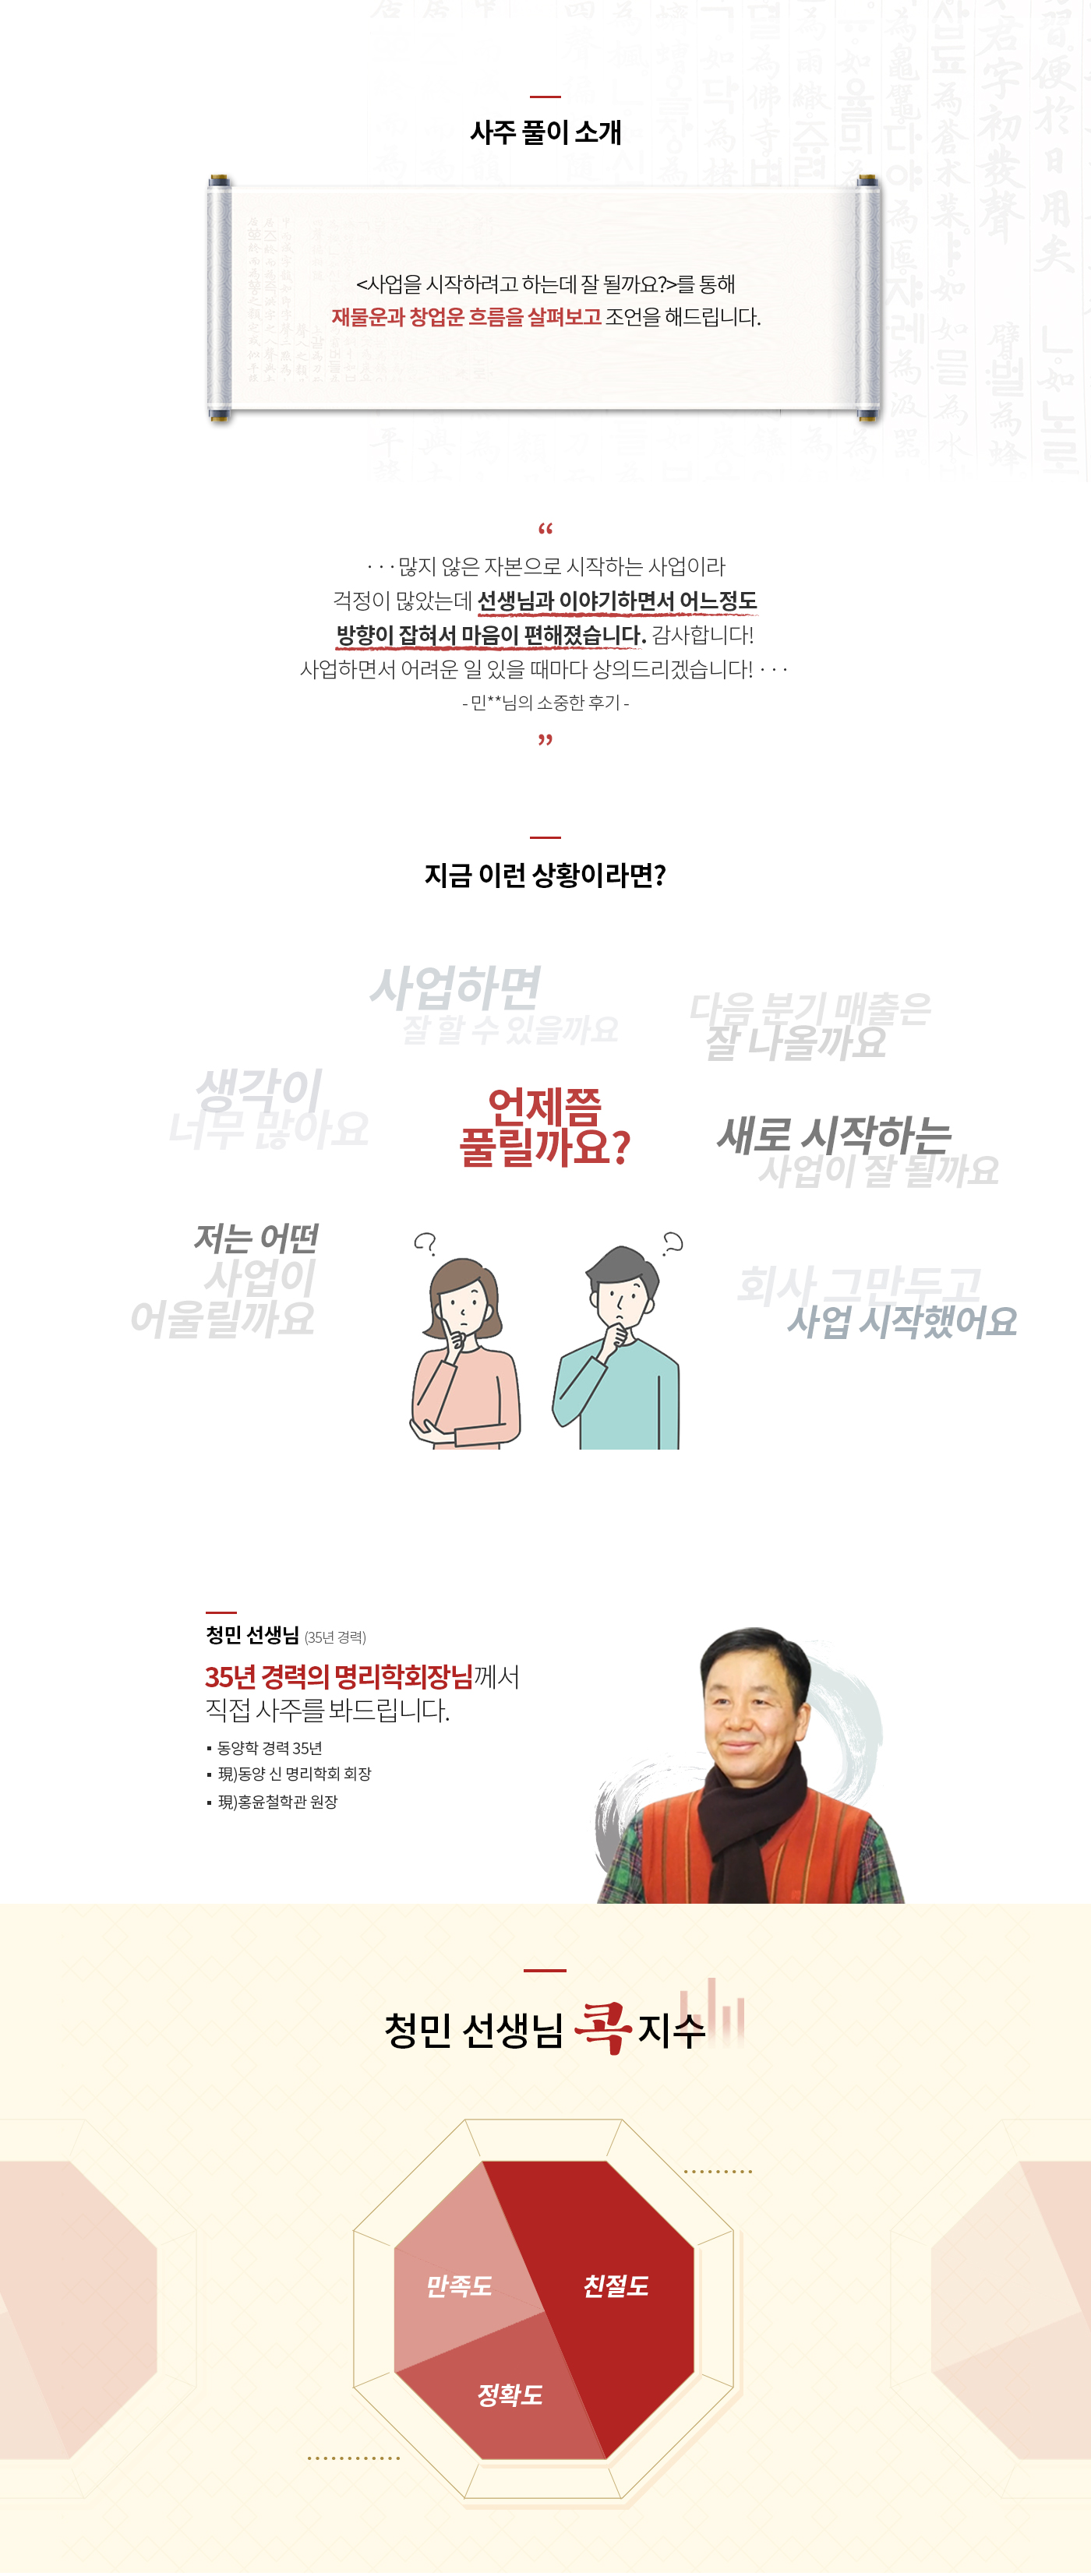 사주 풀이 소개
<사업을 시작하려고 하는데 잘 될까요?>를 통해
재물운과 창업운 흐름을 살펴보고 조언을 해드립니다.
“
· · · 많지 않은 자본으로 시작하는 사업이라
걱정이 많았는데 선생님과 이야기하면서 어느정도
방향이 잡혀서 마음이 편해졌습니다. 감사합니다!
사업하면서 어려운 일 있을 때마다 상의드리겠습니다! · · ·
- 민**님의 소중한 후기 -
”
지금 이런 상황이라면?
사업하면
잘 할 수 있을까요
다음 분기 매출은
잘 나올까요
생각이
너무 많아요
언제쯤
풀릴까요?
새로 시작하는
사업이 잘 될까요
저는 어떤
사업이
어울릴까요
회사 그만두고
사업 시작했어요
청민 선생님 (35년 경력)
35년 경력의 명리학회장님께서
직접 사주를 봐드립니다.
▪ 동양학 경력 35년
▪ 現)동양 신 명리학회 회장
▪ 現)홍윤철학관 원장
청민 선생님 콕 지수
만족도
친절도
정확도